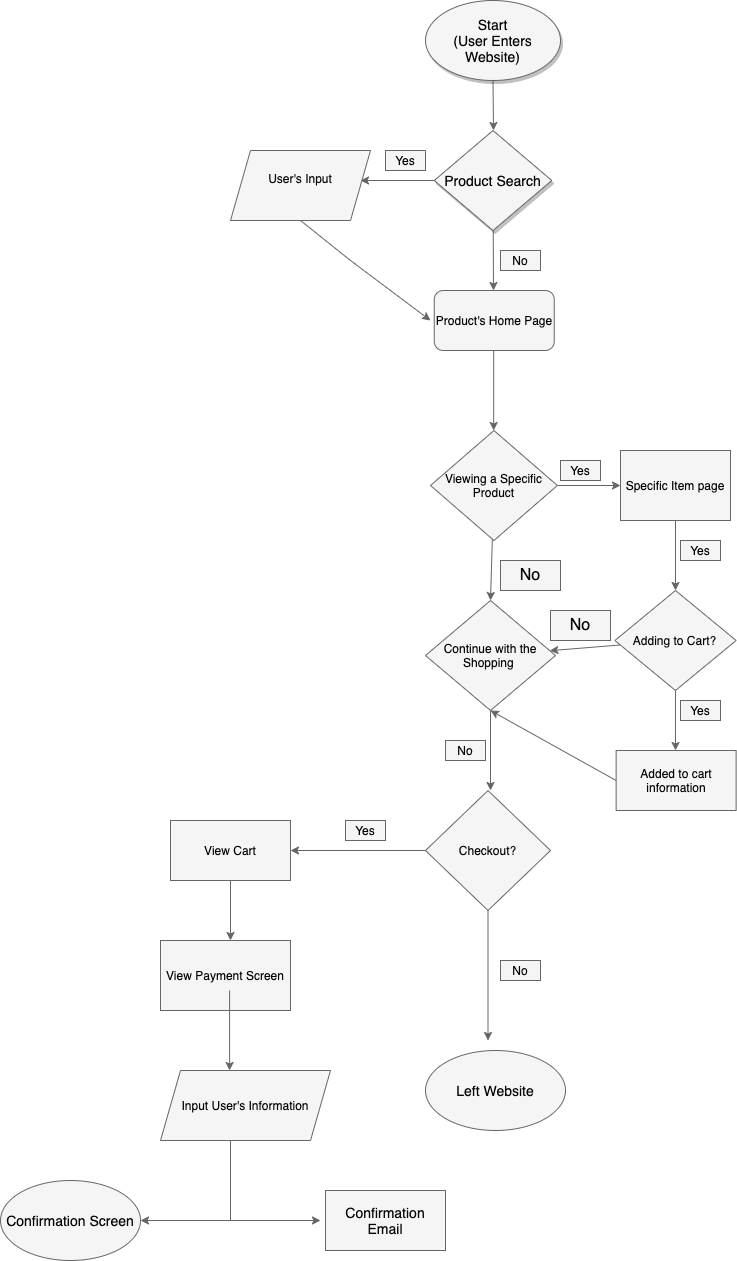 Start
(User Enters
Website)
Yes
User's Input
Product Search
No
Product's Home Page
Viewing a Specific
Product
Yes
Specific Item page
No
Yes
No
Continue with the
Shopping
Adding to Cart?
Yes
No
Added to cart
information
Yes
View Cart
Checkout?
View Payment Screen
No
Input User's Information
Left Website
Confirmation Screen
Confirmation
Email